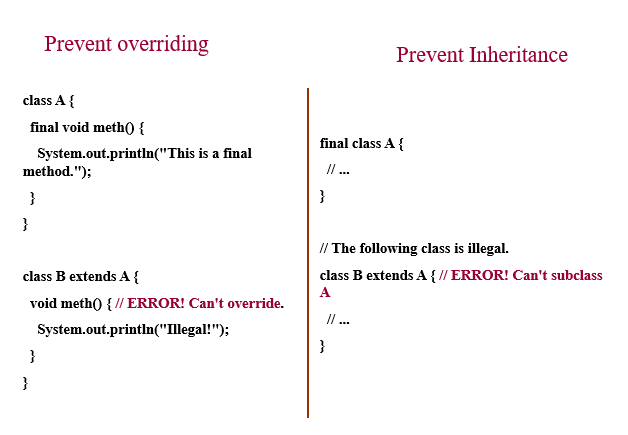 Prevent overriding
class A {
final void meth() {
System.out.println("This is a final
method.");
}
}
class B extends A {
void meth() { // ERROR! Can't override.
System.out.println("Illegal!");
}
}
Prevent Inheritance
final class A {
// ...
}
// The following class is illegal.
class B extends A { // ERROR! Can't subclass
A
// ...
}